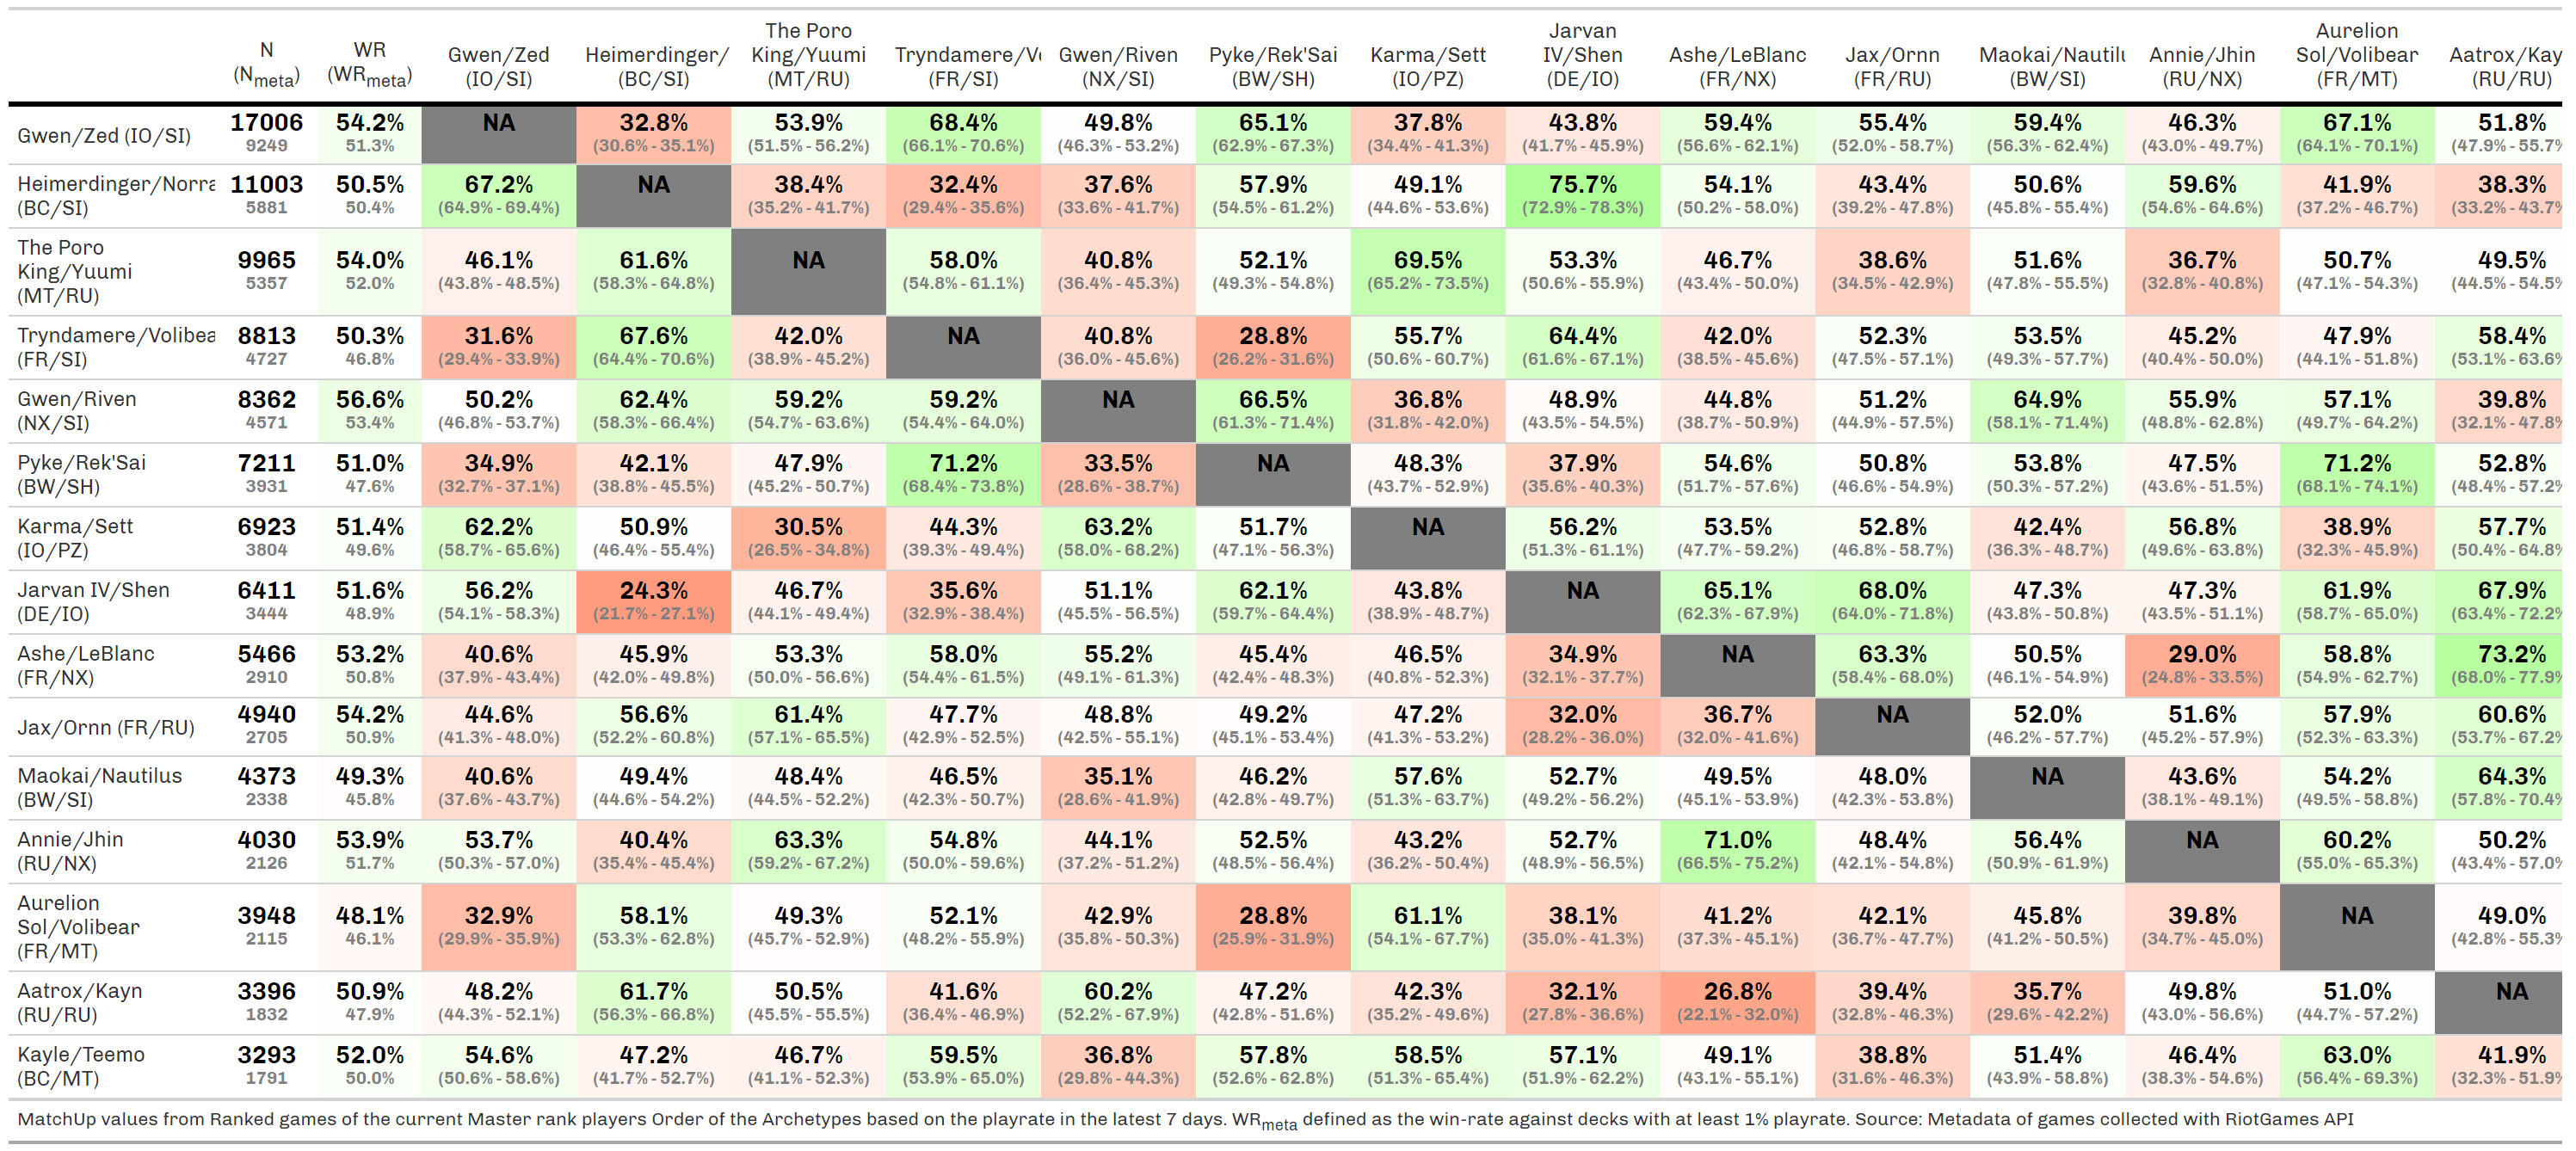 N (Nmeta) WR (WRmeta) Gwen/Zed (IO/SI) Heimerdinger/ (BC/SI) The Poro King/Yuumi (MT/RU) Tryndamere/Vo (FR/SI) Gwen/Riven (NX/SI) Pyke/Rek'Sai (BW/SH) Karma/Sett (IO/PZ) Jarvan IV/Shen (DE/IO) Ashe/LeBlanc (FR/NX) Jax/Ornn (FR/RU) Maokai/Nautilu (BW/SI) Annie/Jhin (RU/NX) Aurelion Sol/Volibear (FR/MT) Aatrox/Kay (RU/RU)
Gwen/Zed (IO/SI) 17006 54.2% NA 32.8% 53.9% 68.4% 49.8% 65.1% 37.8% 43.8% 59.4% 55.4% 59.4% 46.3% 67.1% 51.8%
9249 51.3% (30.6% - 35.1%) (51.5% - 56.2%) (66.1% - 70.6%) (46.3% - 53.2%) (62.9% - 67.3%) (34.4% - 41.3%) (41.7% - 45.9%) (56.6% - 62.1%) (52.0% - 58.7%) (56.3% - 62.4%) (43.0% - 49.7%) (64.1% - 70.1%) (47.9% - 55.7%
Heimerdinger/Norra 11003 50.5% 67.2% NA 38.4% 32.4% 37.6% 57.9% 49.1% 75.7% 54.1% 43.4% 50.6% 59.6% 41.9% 38.3%
(BC/SI) 5881 50.4% (64.9% - 69.4%) (35.2% - 41.7%) (29.4% - 35.6%) (33.6% - 41.7%) (54.5% - 61.2%) (44.6% - 53.6%) (72.9% - 78.3%) (50.2% - 58.0%) (39.2% - 47.8%) (45.8% - 55.4%) (54.6% - 64.6%) (37.2% - 46.7%) (33.2% - 43.7%
The Poro
King/Yuumi 9965 54.0% 46.1% 61.6% NA 58.0% 40.8% 52.1% 69.5% 53.3% 46.7% 38.6% 51.6% 36.7% 50.7% 49.5%
(MT/RU) 5357 52.0% (43.8% - 48.5%) (58.3% - 64.8%) (54.8% - 61.1%) (36.4% - 45.3%) (49.3% - 54.8%) (65.2% - 73.5%) (50.6% - 55.9%) (43.4% - 50.0%) (34.5% - 42.9%) (47.8% - 55.5%) (32.8% - 40.8%) (47.1% - 54.3%) (44.5% - 54.5%
Tryndamere/Volibea 8813 50.3% 31.6% 67.6% 42.0% NA 40.8% 28.8% 55.7% 64.4% 42.0% 52.3% 53.5% 45.2% 47.9% 58.4%
(FR/SI) 4727 46.8% (29.4% - 33.9%) (64.4% - 70.6%) (38.9% - 45.2%) (36.0% - 45.6%) (26.2% - 31.6%) (50.6% - 60.7%) (61.6% - 67.1%) (38.5% - 45.6%) (47.5% - 57.1%) (49.3% - 57.7%) (40.4% - 50.0%) (44.1% - 51.8%) (53.1% - 63.6%
Gwen/Riven 8362 56.6% 50.2% 62.4% 59.2% 59.2% NA 66.5% 36.8% 48.9% 44.8% 51.2% 64.9% 55.9% 57.1% 39.8%
(NX/SI) 4571 53.4% (46.8% - 53.7%) (58.3% - 66.4%) (54.7% - 63.6%) (54.4% - 64.0%) (61.3% - 71.4%) (31.8% - 42.0%) (43.5% - 54.5%) (38.7% - 50.9%) (44.9% - 57.5%) (58.1% - 71.4%) (48.8% - 62.8%) (49.7% - 64.2%) (32.1% - 47.8%
Pyke/Rek'Sai 7211 51.0% 34.9% 42.1% 47.9% 71.2% 33.5% NA 48.3% 37.9% 54.6% 50.8% 53.8% 47.5% 71.2% 52.8%
(BW/SH) 3931 47.6% (32.7% - 37.1%) (38.8% - 45.5%) (45.2% - 50.7%) (68.4% - 73.8%) (28.6% - 38.7%) (43.7% - 52.9%) (35.6% - 40.3%) (51.7% - 57.6%) (46.6% - 54.9%) (50.3% - 57.2%) (43.6% - 51.5%) (68.1% - 74.1%) (48.4% - 57.2%
Karma/Sett 6923 51.4% 62.2% 50.9% 30.5% 44.3% 63.2% 51.7% NA 56.2% 53.5% 52.8% 42.4% 56.8% 38.9% 57.7%
(IO/PZ) 3804 49.6% (58.7% - 65.6%) (46.4% - 55.4%) (26.5% - 34.8%) (39.3% - 49.4%) (58.0% - 68.2%) (47.1% - 56.3%) (51.3% - 61.1%) (47.7% - 59.2%) (46.8% - 58.7%) (36.3% - 48.7%) (49.6% - 63.8%) (32.3% - 45.9%) (50.4% - 64.8%
Jarvan IV/Shen 6411 51.6% 56.2% 24.3% 46.7% 35.6% 51.1% 62.1% 43.8% NA 65.1% 68.0% 47.3% 47.3% 61.9% 67.9%
(DE/IO) 3444 48.9% (54.1% - 58.3%) (21.7% - 27.1%) (44.1% - 49.4%) (32.9% - 38.4%) (45.5% - 56.5%) (59.7% - 64.4%) (38.9% - 48.7%) (62.3% - 67.9%) (64.0% - 71.8%) (43.8% - 50.8%) (43.5% - 51.1%) (58.7% - 65.0%) (63.4% - 72.2%
Ashe/LeBlanc 5466 53.2% 40.6% 45.9% 53.3% 58.0% 55.2% 45.4% 46.5% 34.9% NA 63.3% 50.5% 29.0% 58.8% 73.2%
(FR/NX) 2910 50.8% (37.9% - 43.4%) (42.0% - 49.8%) (50.0% - 56.6%) (54.4% - 61.5%) (49.1% - 61.3%) (42.4% - 48.3%) (40.8% - 52.3%) (32.1% - 37.7%) (58.4% - 68.0%) (46.1% - 54.9%) (24.8% - 33.5%) (54.9% - 62.7%) (68.0% - 77.9%
Jax/Ornn (FR/RU) 4940 54.2% 44.6% 56.6% 61.4% 47.7% 48.8% 49.2% 47.2% 32.0% 36.7% NA 52.0% 51.6% 57.9% 60.6%
2705 50.9% (41.3% - 48.0%) (52.2% - 60.8%) (57.1% - 65.5%) (42.9% - 52.5%) (42.5% - 55.1%) (45.1% - 53.4%) (41.3% - 53.2%) (28.2% - 36.0%) (32.0% - 41.6%) (46.2% - 57.7%) (45.2% - 57.9%) (52.3% - 63.3%) (53.7% - 67.2%
Maokai/Nautilus 4373 49.3% 40.6% 49.4% 48.4% 46.5% 35.1% 46.2% 57.6% 52.7% 49.5% 48.0% NA 43.6% 54.2% 64.3%
(BW/SI) 2338 45.8% (37.6% - 43.7%) (44.6% - 54.2%) (44.5% - 52.2%) (42.3% - 50.7%) (28.6% - 41.9%) (42.8% - 49.7%) (51.3% - 63.7%) (49.2% - 56.2%) (45.1% - 53.9%) (42.3% - 53.8%) (38.1% - 49.1%) (49.5% - 58.8%) (57.8% - 70.4%
Annie/Jhin 4030 53.9% 53.7% 40.4% 63.3% 54.8% 44.1% 52.5% 43.2% 52.7% 71.0% 48.4% 56.4% NA 60.2% 50.2%
(RU/NX) 2126 51.7% (50.3% - 57.0%) (35.4% - 45.4%) (59.2% - 67.2%) (50.0% - 59.6%) (37.2% - 51.2%) (48.5% - 56.4%) (36.2% - 50.4%) (48.9% - 56.5%) (66.5% - 75.2%) (42.1% - 54.8%) (50.9% - 61.9%) (55.0% - 65.3%) (43.4% - 57.0%
Aurelion
Sol/Volibear 3948 48.1% 32.9% 58.1% 49.3% 52.1% 42.9% 28.8% 61.1% 38.1% 41.2% 42.1% 45.8% 39.8% NA 49.0%
(FR/MT) 2115 46.1% (29.9% - 35.9%) (53.3% - 62.8%) (45.7% - 52.9%) (48.2% - 55.9%) (35.8% - 50.3%) (25.9% - 31.9%) (54.1% - 67.7%) (35.0% - 41.3%) (37.3% - 45.1%) (36.7% - 47.7%) (41.2% - 50.5%) (34.7% - 45.0%) (42.8% - 55.3%
Aatrox/Kayn 3396 50.9% 48.2% 61.7% 50.5% 41.6% 60.2% 47.2% 42.3% 32.1% 26.8% 39.4% 35.7% 49.8% 51.0% NA
(RU/RU) 1832 47.9% (44.3% - 52.1%) (56.3% - 66.8%) (45.5% - 55.5%) (36.4% - 46.9%) (52.2% - 67.9%) (42.8% - 51.6%) (35.2% - 49.6%) (27.8% - 36.6%) (22.1% - 32.0%) (32.8% - 46.3%) (29.6% - 42.2%) (43.0% - 56.6%) (44.7% - 57.2%)
Kayle/Teemo 3293 52.0% 54.6% 47.2% 46.7% 59.5% 36.8% 57.8% 58.5% 57.1% 49.1% 38.8% 51.4% 46.4% 63.0% 41.9%
(BC/MT) 1791 50.0% (50.6% - 58.6%) (41.7% - 52.7%) (41.1% - 52.3%) (53.9% - 65.0%) (29.8% - 44.3%) (52.6% - 62.8%) (51.3% - 65.4%) (51.9% - 62.2%) (43.1% - 55.1%) (31.6% - 46.3%) (43.9% - 58.8%) (38.3% - 54.6%) (56.4% - 69.3%) (32.3% - 51.9%
MatchUp values from Ranked games of the current Master rank players Order of the Archetypes based on the playrate in the latest 7 days. WRmeta defined as the win-rate against decks with at least 1% playrate. Source: Metadata of games collected with RiotGames API